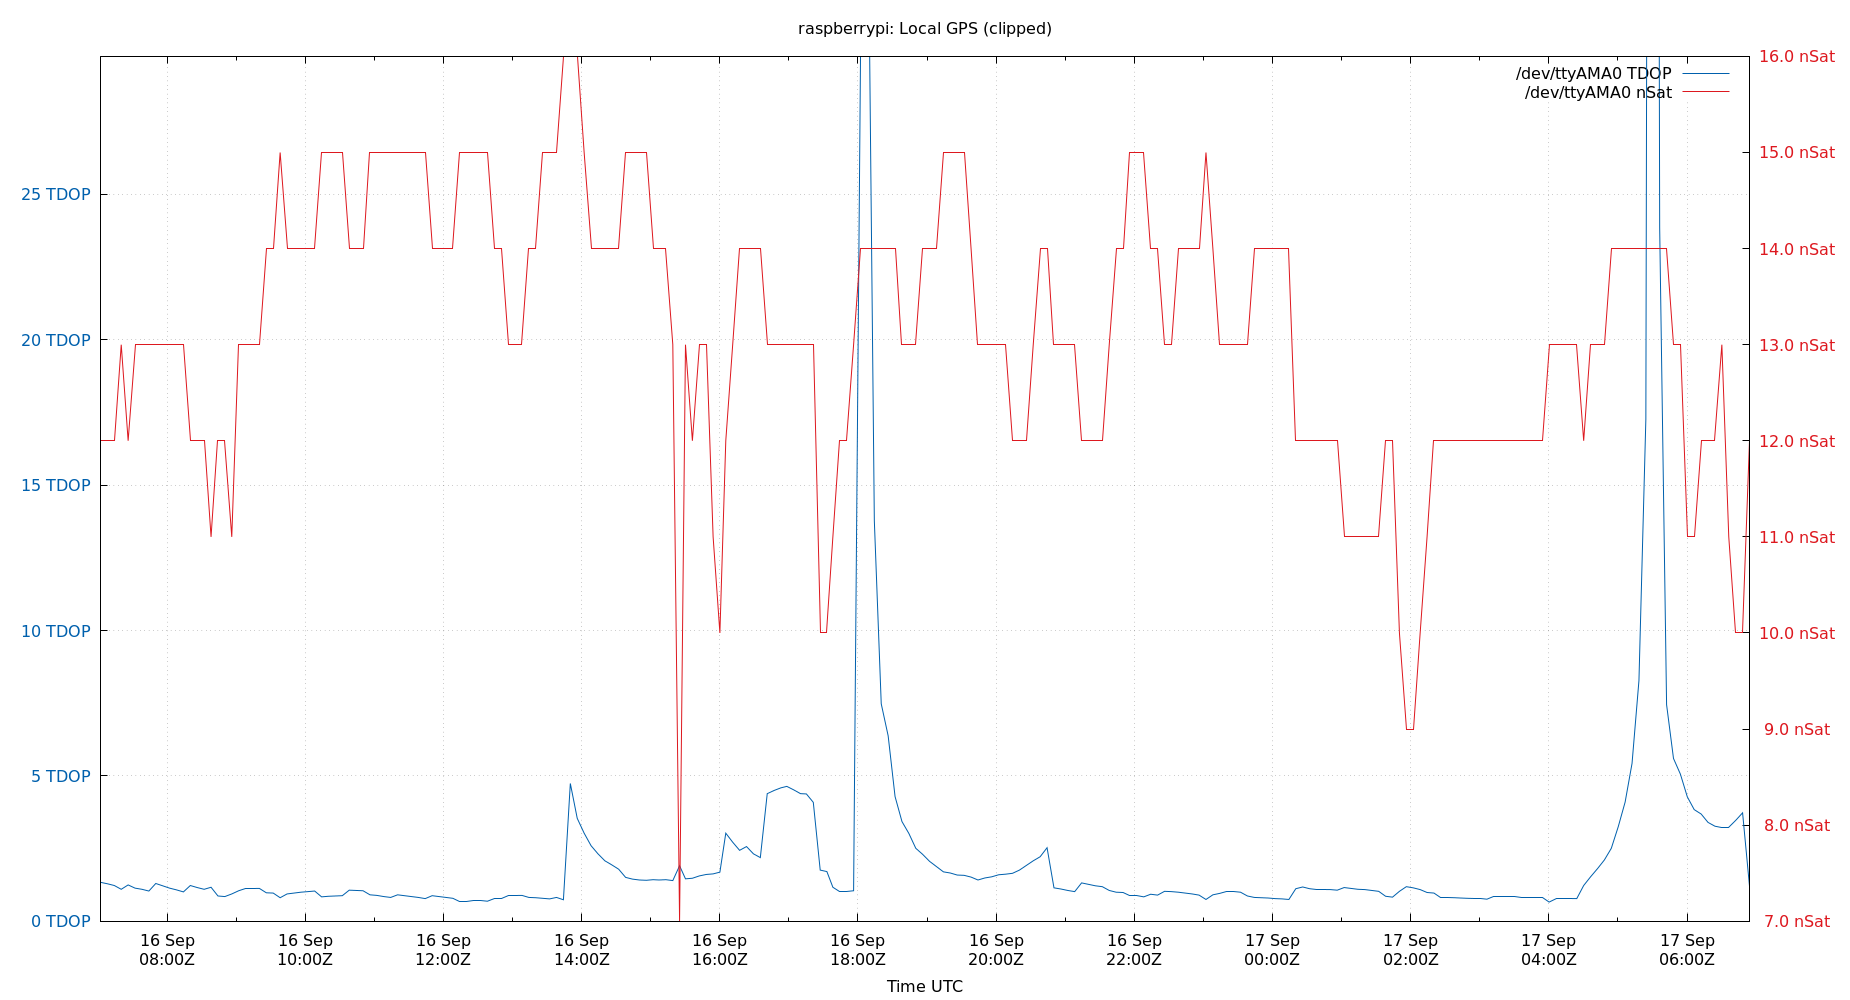 raspberrypi: Local GPS (clipped)
16.0 nSat
/dev/ttyAMA0 TDOP
/dev/ttyAMA0 nSat
15.0 nSat
25 TDOP
14.0 nSat
20 TDOP
13.0 nSat
12.0 nSat
15 TDOP
11.0 nSat
10 TDOP
10.0 nSat
9.0 nSat
5 TDOP
8.0 nSat
0 TDOP
7.0 nSat
16 Sep 16 Sep 16 Sep 16 Sep 16 Sep 16 Sep 16 Sep 16 Sep 17 Sep 17 Sep 17 Sep 17 Sep
08:00Z 10:00Z 12:00Z 14:00Z 16:00Z 18:00Z 20:00Z 22:00Z 00:00Z 02:00Z 04:00Z 06:00Z
Time UTC